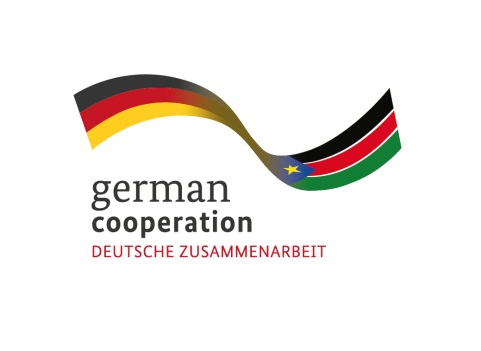 german
cooperation
DEUTSCHE ZUSAMMENARBEIT